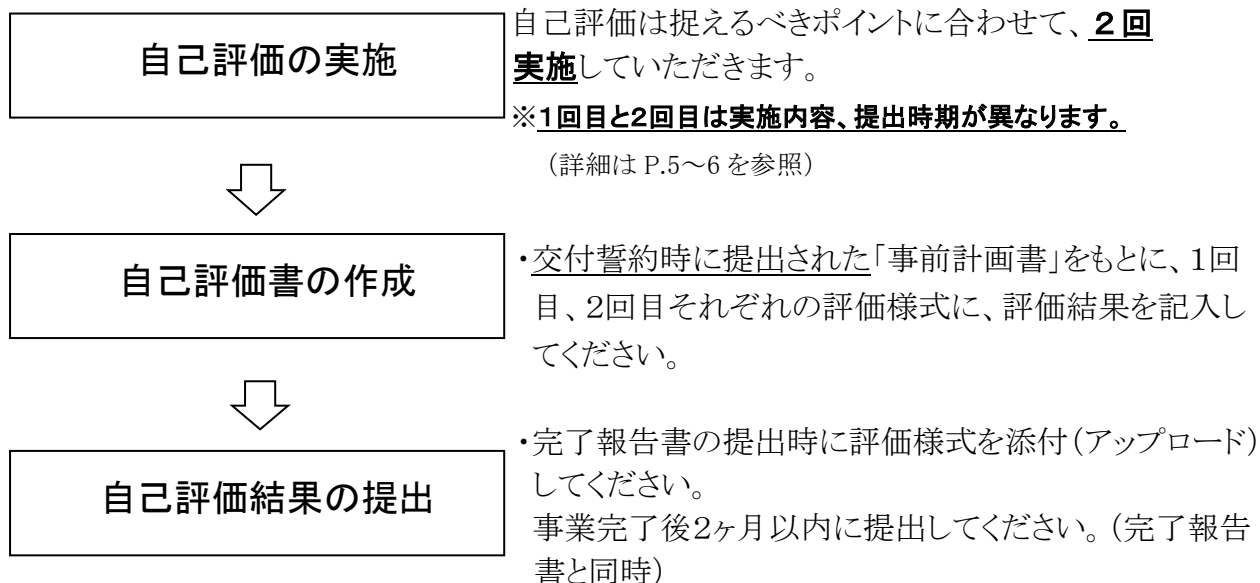 自己評価の実施
自己評価は捉えるべきポイントに合わせて、２回
実施していただきます。
※１回目と２回目は実施内容、提出時期が異なります。
（詳細は P.5～6 を参照）
自己評価書の作成
・交付誓約時に提出された「事前計画書」をもとに、１回
目、２回目それぞれの評価様式に、評価結果を記入し
てください。
自己評価結果の提出
・完了報告書の提出時に評価様式を添付（アップロード）
してください。
事業完了後２ヶ月以内に提出してください。（完了報告
書と同時）